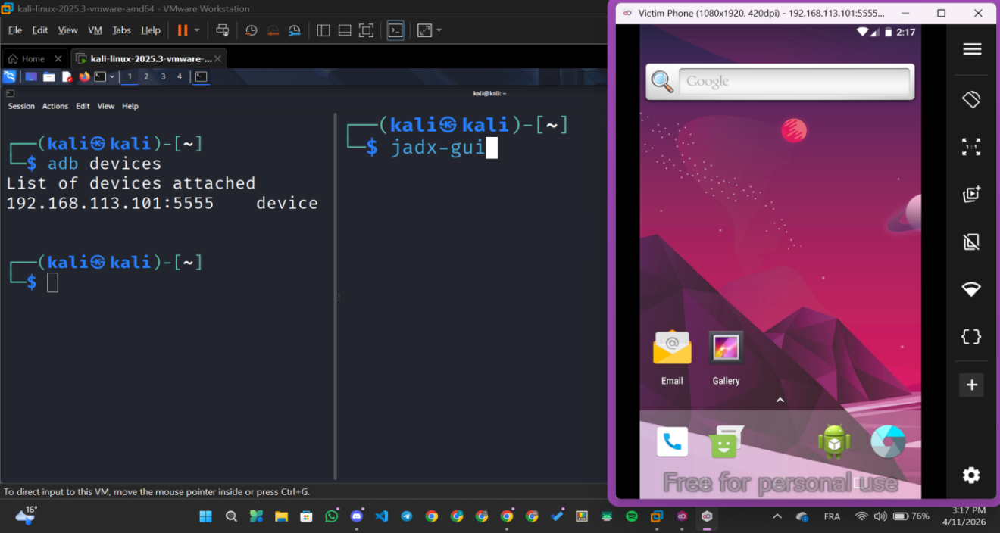 kali-linux-2025.3-vmware-amd64 - VMware Workstation
File Edit View VM Tabs Help
Home
kali-linux-2025.3-vmware-...
1 2 3 4
kali@kali: ~
Session Actions Edit View Help
┌──(kali㉿kali)-[~]
└─$ adb devices
List of devices attached
192.168.113.101:5555 device
┌──(kali㉿kali)-[~]
└─$
┌──(kali㉿kali)-[~]
└─$ jadx-gui
To direct input to this VM, move the mouse pointer inside or press Ctrl+G.
Victim Phone (1080x1920, 420dpi) - 192.168.113.101:5555...
2:17
Google
1:1
Email
Gallery
Free for personal use
16°
FRA
76%
3:17 PM
4/11/2026